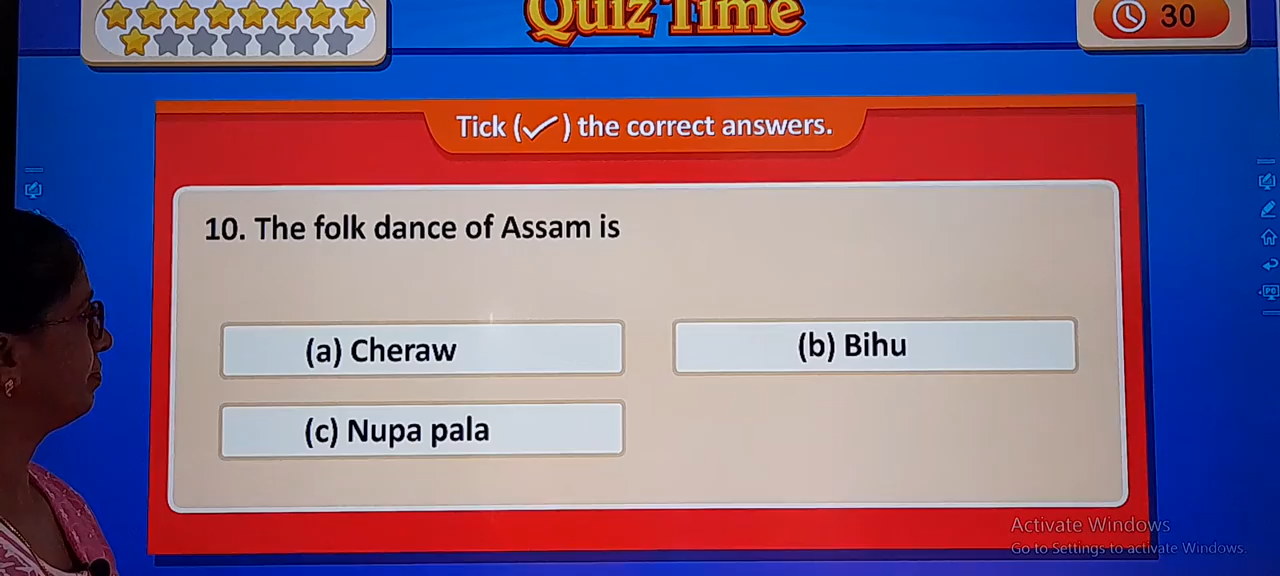 Quiz Time
30
Tick (✓) the correct answers.
10. The folk dance of Assam is
(a) Cheraw
(b) Bihu
(c) Nupa pala
Activate Windows
Go to Settings to activate Windows.
PC